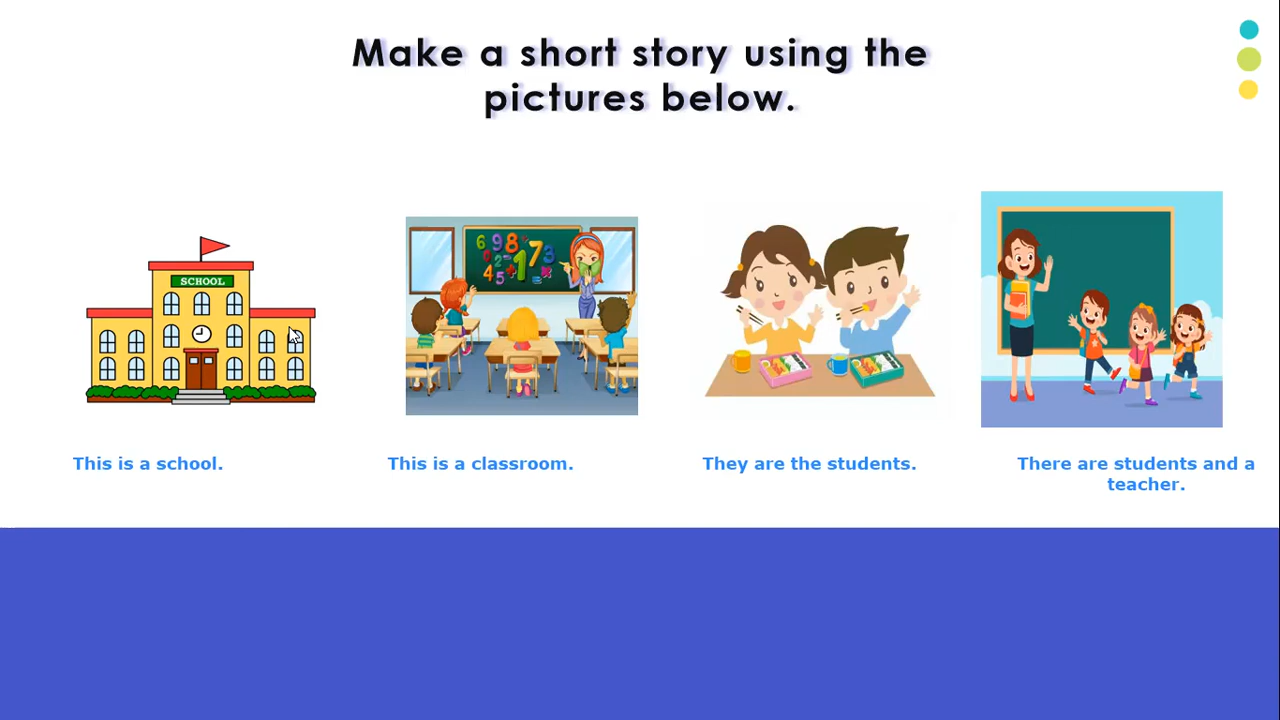 Make a short story using the
pictures below.
SCHOOL
This is a school.
This is a classroom.
They are the students.
There are students and a
teacher.